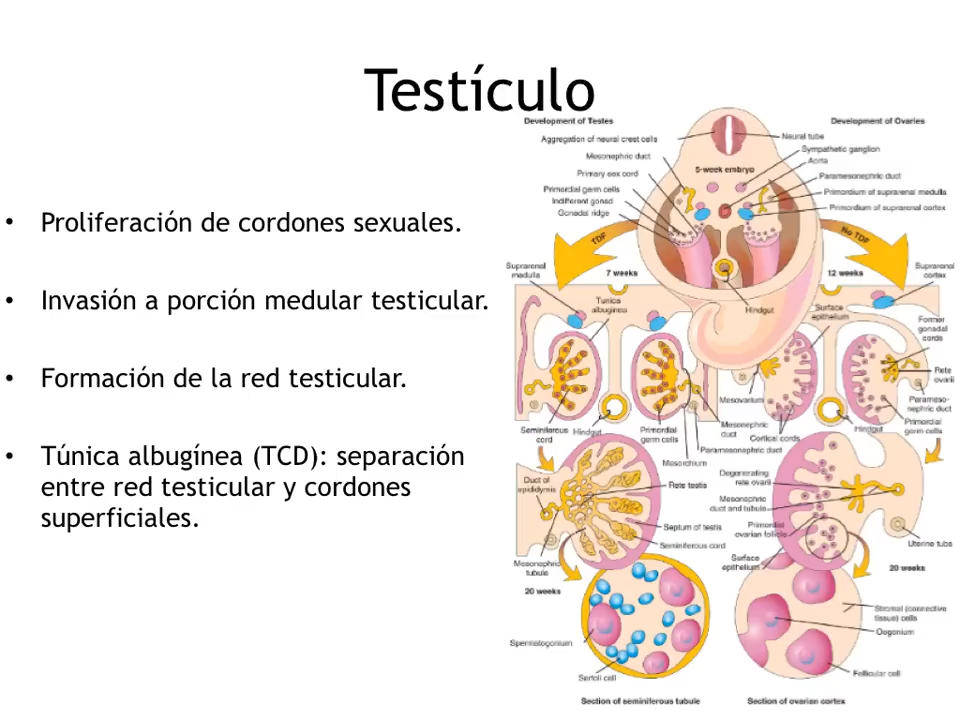 Testículo
• Proliferación de cordones sexuales.
• Invasión a porción medular testicular.
• Formación de la red testicular.
• Túnica albugínea (TCD): separación
entre red testicular y cordones
superficiales.
Development of Testes
Development of Ovaries
Aggregation of neural crest cells
Neural tube
Mesonephric duct
Sympathetic ganglion
Aorta
5-week embryo
Primary sex cord
Paramesonephric duct
Primordial germ cells
Primordium of suprarenal medulla
Indifferent gonad
Primordium of suprarenal cortex
Gonadal ridge
TDF
No TDF
Suprarenal
medulla
7 weeks
12 weeks
Suprarenal
cortex
Tunica
albuginea
Hindgut
Surface
epithelium
Former
gonadal
cords
Rete
ovarii
Mesovarium
Parameso-
nephric duct
Seminiferous
cord
Hindgut
Primordial
germ cells
Mesonephric
duct
Cortical cords
Hindgut
Primordial
germ cells
Paramesonephric duct
Mesorchium
Duct of
epididymis
Rete testis
Degenerating
rete ovarii
Mesonephric
duct and tubule
Septum of testis
Primordial
ovarian follicle
Seminiferous cord
Uterine tube
Mesonephric
tubule
Surface
epithelium
20 weeks
20 weeks
Stromal (connective
tissue) cells
Oogonium
Spermatogonium
Sertoli cell
Follicular cell
Section of seminiferous tubule
Section of ovarian cortex